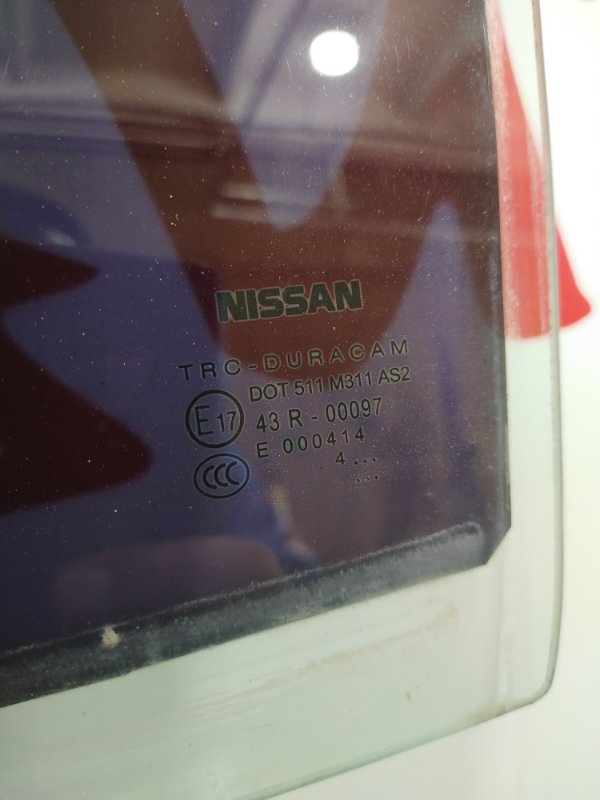 NISSAN
TRC-DURACAM
DOT 511 M311 AS2
E17 43 R - 00097
E 000414
CCC 4 ...
...